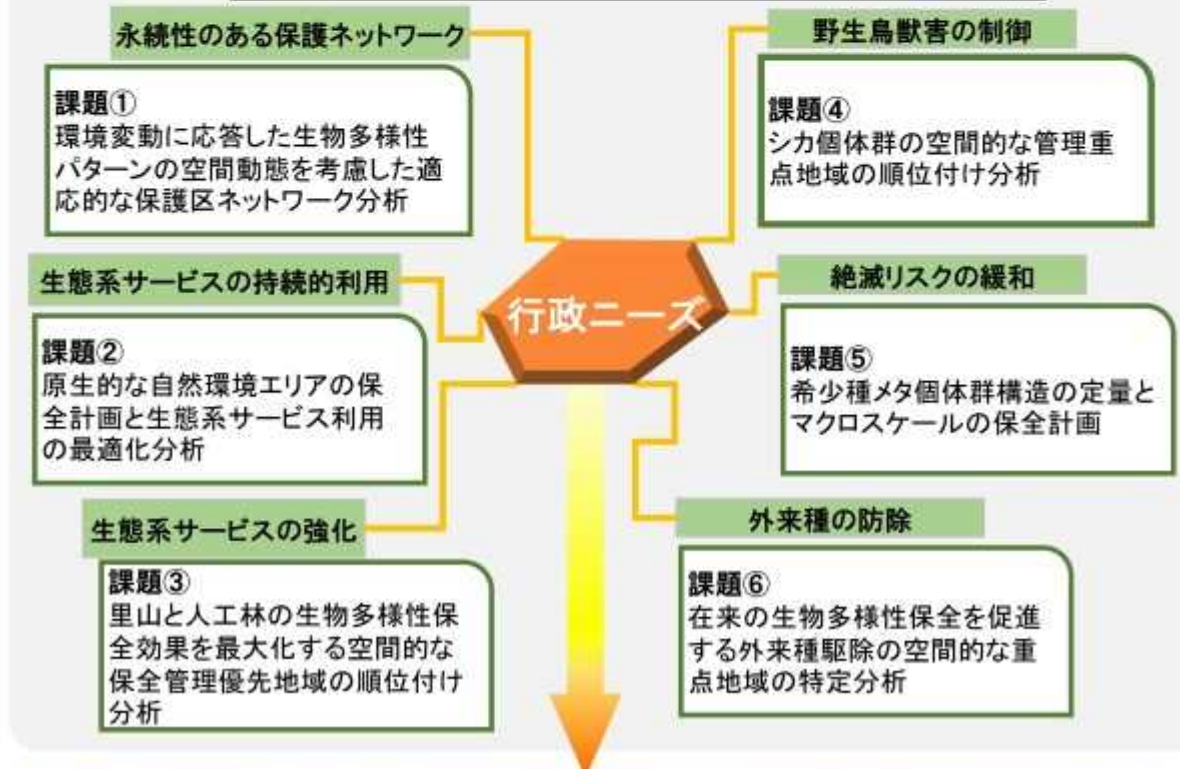 永続性のある保護ネットワーク
課題①
環境変動に応答した生物多様性
パターンの空間動態を考慮した適
応的な保護区ネットワーク分析
生態系サービスの持続的利用
課題②
原生的な自然環境エリアの保
全計画と生態系サービス利用
の最適化分析
生態系サービスの強化
課題③
里山と人工林の生物多様性保
全効果を最大化する空間的な
保全管理優先地域の順位付け
分析
行政ニーズ
野生鳥獣害の制御
課題④
シカ個体群の空間的な管理重
点地域の順位付け分析
絶滅リスクの緩和
課題⑤
希少種メタ個体群構造の定量と
マクロスケールの保全計画
外来種の防除
課題⑥
在来の生物多様性保全を促進
する外来種駆除の空間的な重
点地域の特定分析